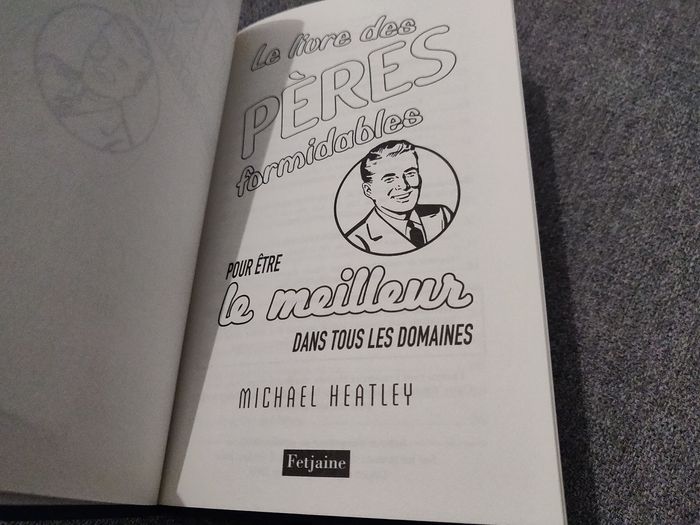 Le livre des
PÈRES
formidables
POUR ÊTRE
le meilleur
DANS TOUS LES DOMAINES
MICHAEL HEATLEY
Fetjaine